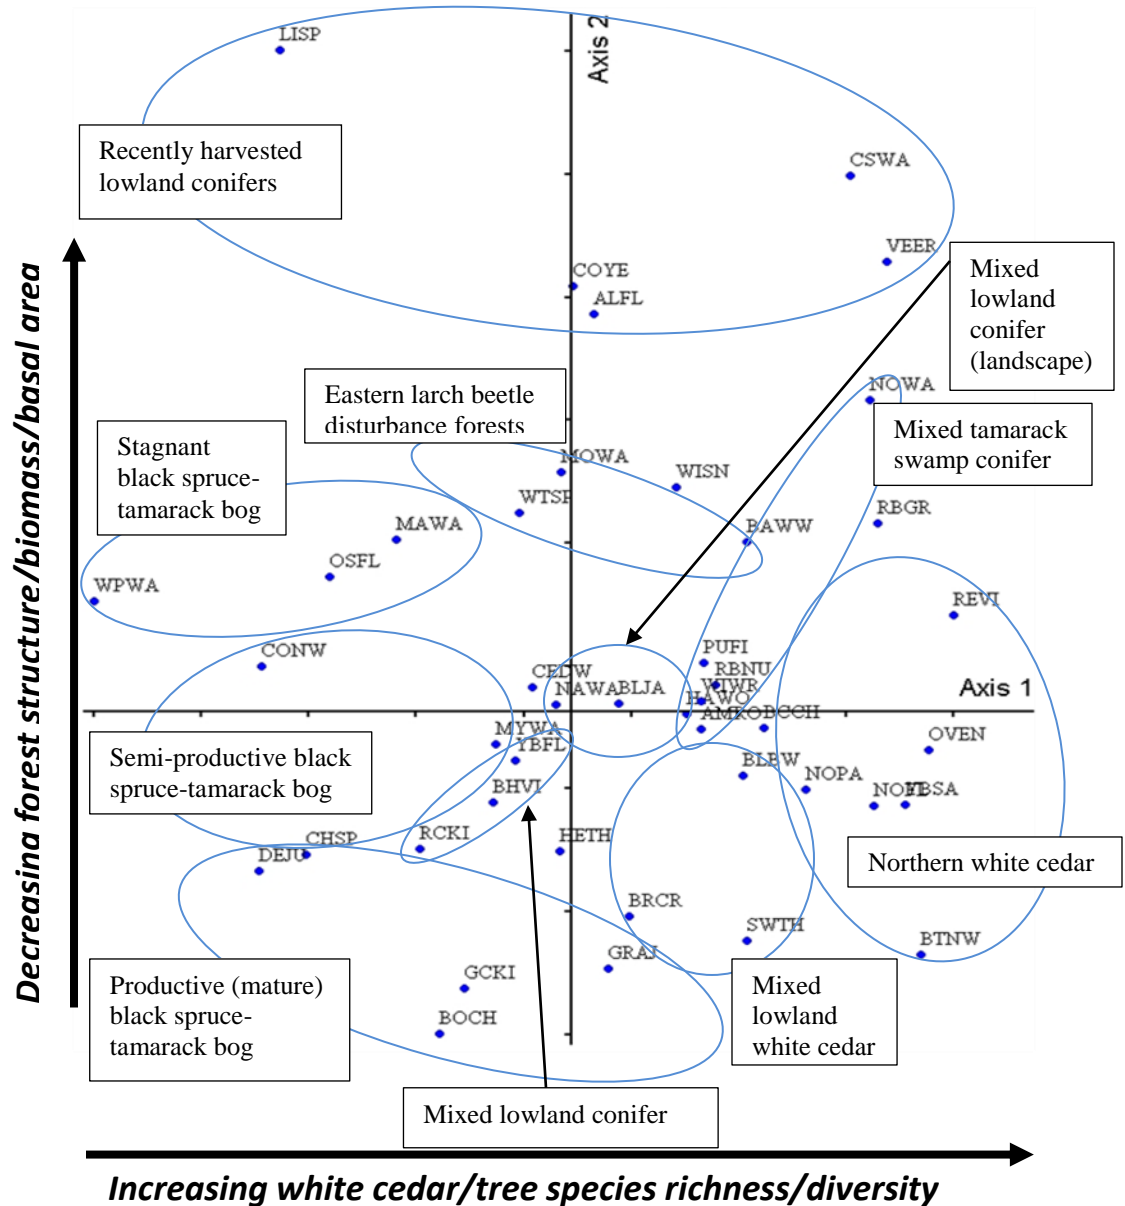 LISP
Axis 2
Recently harvested
lowland conifers
CSWA
VEER
COYE
ALFL
Mixed
lowland
conifer
(landscape)
Eastern larch beetle
disturbance forests
NOWA
Mixed tamarack
swamp conifer
Stagnant
black spruce-
tamarack bog
MOWA
WISN
WTSP
RBGR
MAWA
BAWW
OSFL
WPWA
REVI
CONW
PUFI
RBNU
CEDW
WIWR
NAWA
BLJA
HAWO
Axis 1
AMRO
BCCH
MYWA
YBFL
OVEN
Semi-productive black
spruce-tamarack bog
BLBW
NOPA
BHVI
NOFL
YBSA
RCKI
HETH
CHSP
DEJU
Northern white cedar
BRCR
SWTH
BTNW
GRAJ
GCKI
BOCH
Productive (mature)
black spruce-
tamarack bog
Mixed
lowland
white cedar
Mixed lowland conifer
Decreasing forest structure/biomass/basal area
Increasing white cedar/tree species richness/diversity